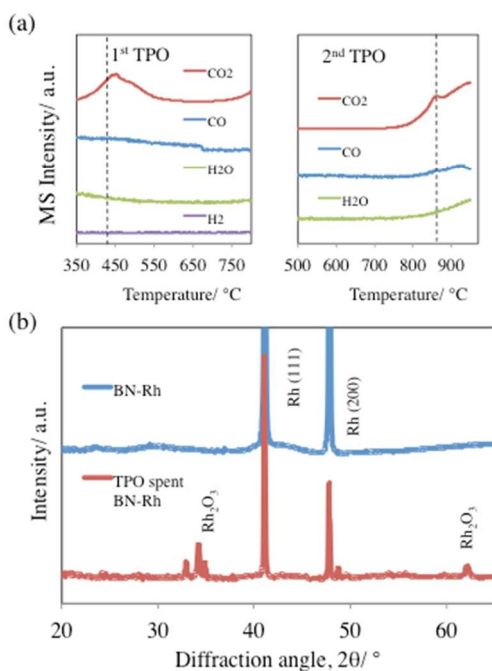 (a)
1st TPO
CO2
CO
H2O
H2
MS Intensity/ a.u.
350 450 550 650 750
Temperature/ °C
2nd TPO
CO2
CO
H2O
500 600 700 800 900
Temperature/ °C
(b)
BN-Rh
TPO spent
BN-Rh
Rh2O3
Rh (111)
Rh (200)
Rh2O3
Intensity/ a.u.
20 30 40 50 60
Diffraction angle, 2θ/ °